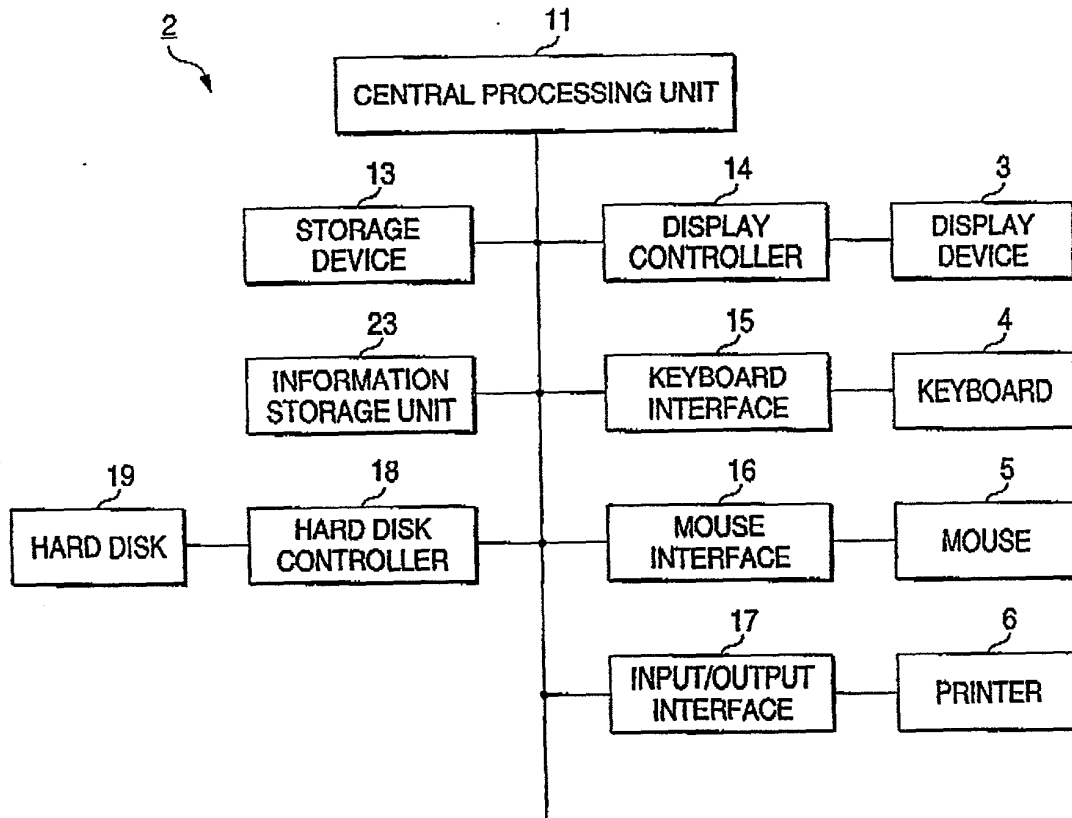 2
11
CENTRAL PROCESSING UNIT
13
STORAGE
DEVICE
14
DISPLAY
CONTROLLER
3
DISPLAY
DEVICE
23
INFORMATION
STORAGE UNIT
15
KEYBOARD
INTERFACE
4
KEYBOARD
19
HARD DISK
18
HARD DISK
CONTROLLER
16
MOUSE
INTERFACE
5
MOUSE
17
INPUT/OUTPUT
INTERFACE
6
PRINTER